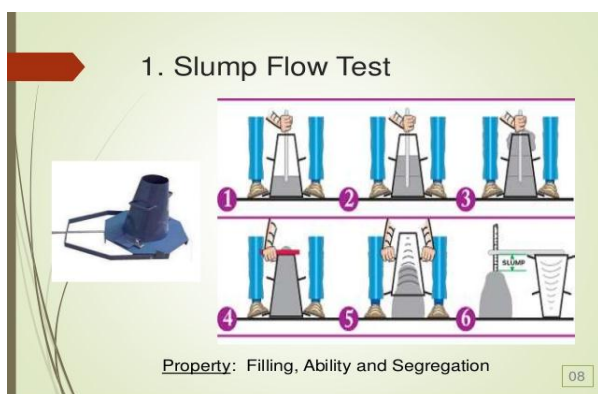 1. Slump Flow Test
1
2
3
4
5
6
SLUMP
Property: Filling, Ability and Segregation
08